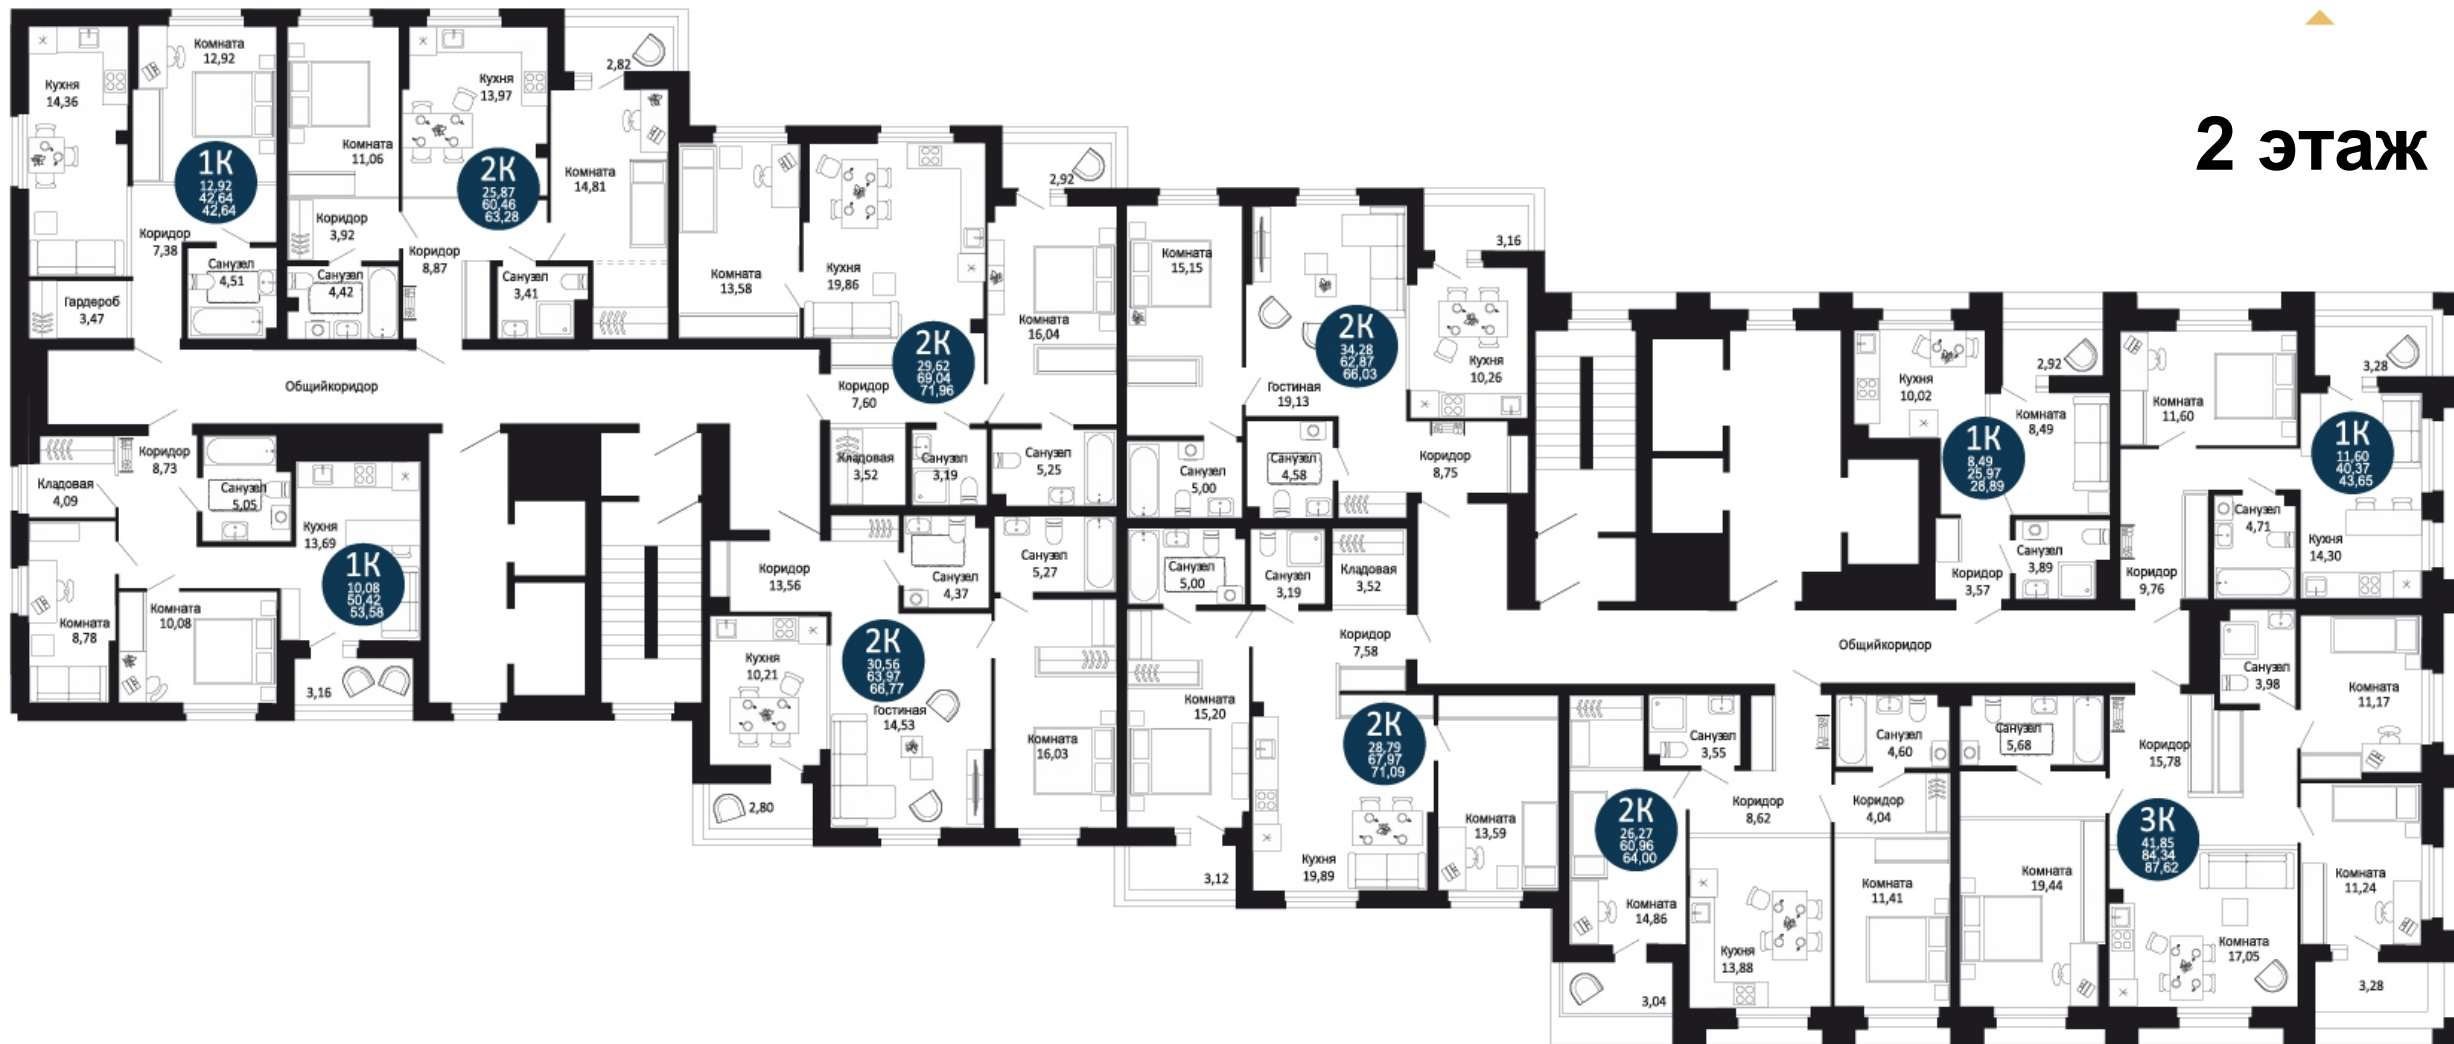 2 этаж
Кухня
14,36
Комната
12,92
1К
12,92
42,64
42,64
Коридор
7,38
Санузел
4,51
Гардероб
3,47
Комната
11,06
Кухня
13,97
2К
25,87
60,46
63,28
Коридор
3,92
Коридор
8,87
Санузел
4,42
Санузел
3,41
2,82
Комната
14,81
Комната
13,58
Кухня
19,86
2,92
Комната
16,04
2К
29,62
69,04
71,96
Коридор
7,60
Кладовая
3,52
Санузел
3,19
Санузел
5,25
Общийкоридор
Комната
15,15
Гостиная
19,13
2К
34,28
62,87
66,03
3,16
Кухня
10,26
Санузел
5,00
Санузел
4,58
Коридор
8,75
Кухня
10,02
2,92
Комната
8,49
1К
8,49
25,97
28,89
Санузел
3,89
Коридор
3,57
Комната
11,60
3,28
1К
11,60
40,37
43,65
Санузел
4,71
Кухня
14,30
Коридор
9,76
Коридор
8,73
Кладовая
4,09
Санузел
5,05
Кухня
13,69
1К
10,08
50,42
53,58
Комната
8,78
Комната
10,08
3,16
Коридор
13,56
Санузел
4,37
Санузел
5,27
Кухня
10,21
2К
30,56
63,97
66,77
Гостиная
14,53
Комната
16,03
2,80
Санузел
5,00
Санузел
3,19
Кладовая
3,52
Коридор
7,58
Комната
15,20
2К
28,79
67,97
71,09
Комната
13,59
Кухня
19,89
3,12
Общийкоридор
Санузел
3,55
2К
26,27
60,96
64,00
Коридор
8,62
Комната
14,86
Кухня
13,88
3,04
Санузел
4,60
Коридор
4,04
Комната
11,41
Санузел
5,68
Комната
19,44
Коридор
15,78
3К
41,85
84,34
87,62
Санузел
3,98
Комната
11,17
Комната
11,24
Комната
17,05
3,28